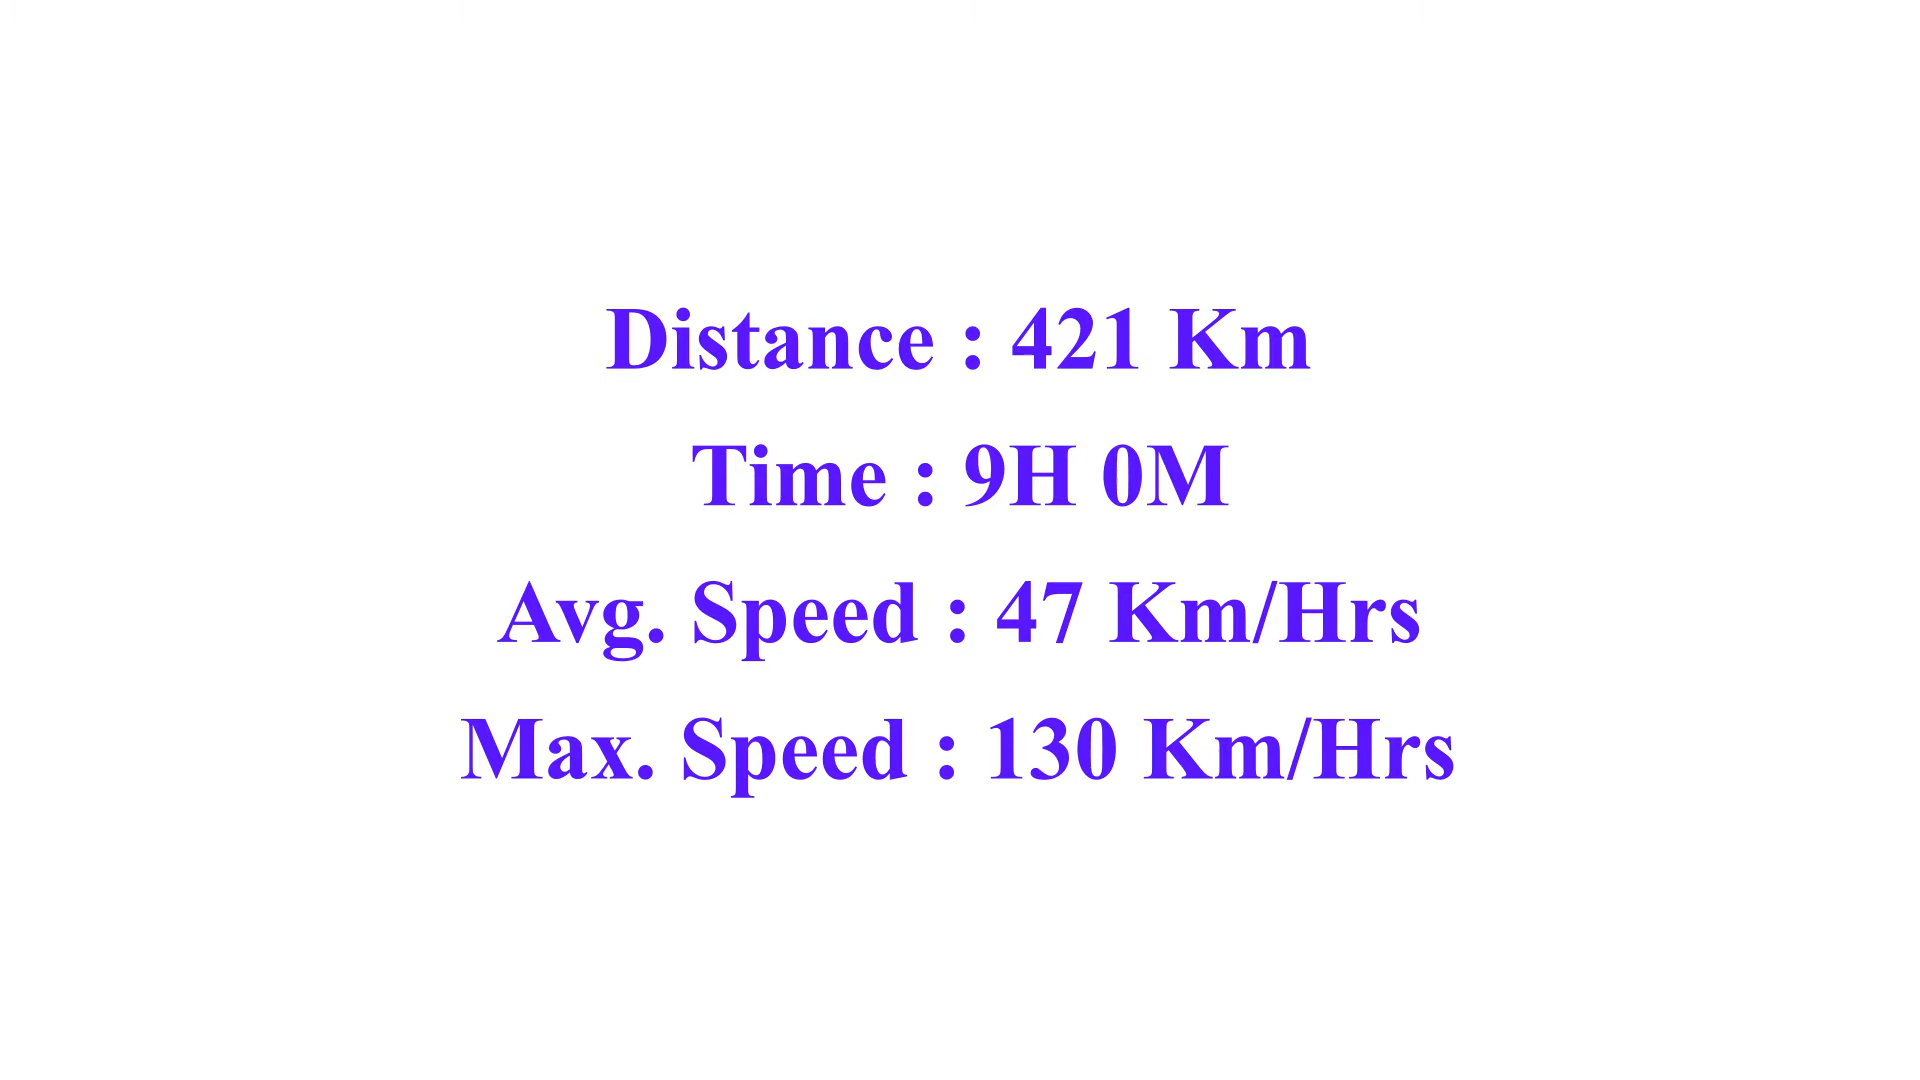 Distance : 421 Km
Time : 9H 0M
Avg. Speed : 47 Km/Hrs
Max. Speed : 130 Km/Hrs